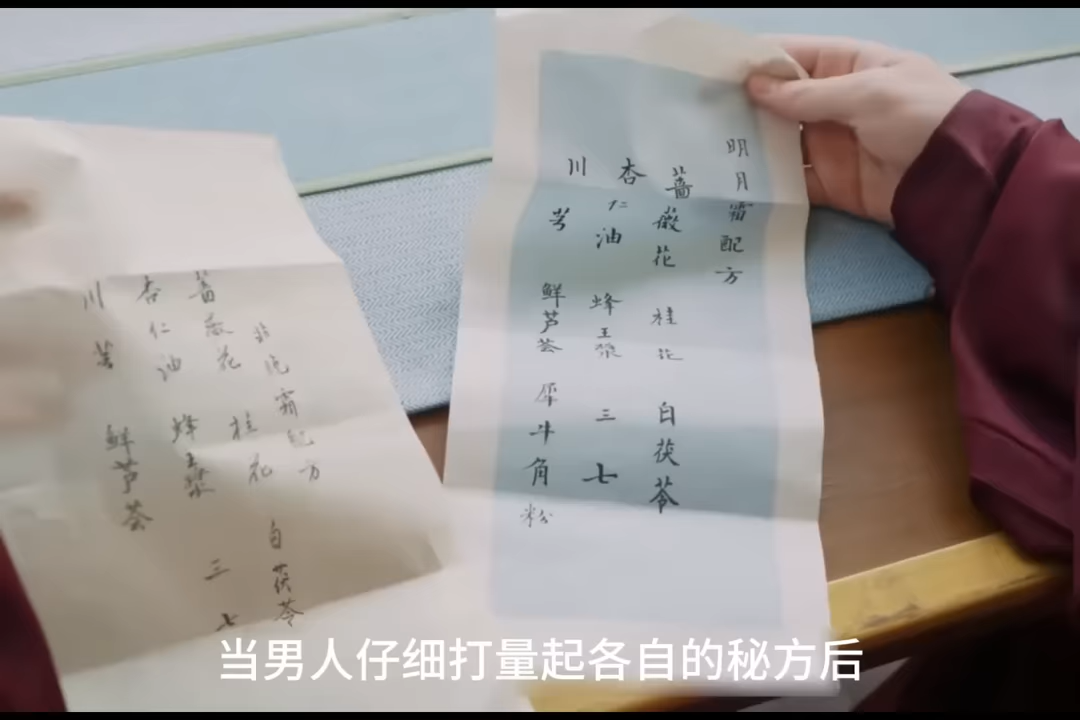 明月霜配方
蔷薇花 桂花 白茯苓
杏仁油 蜂王浆 三七
川芎 鲜芦荟 犀牛角粉
霜配方
蔷薇花 桂花 白茯苓
杏仁油 蜂王浆 三七
川芎 鲜芦荟
当男人仔细打量起各自的秘方后